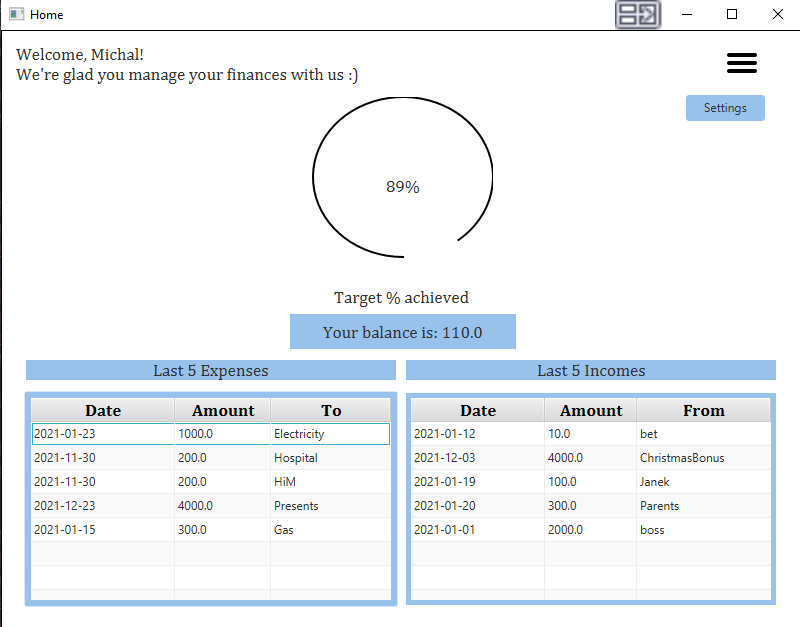 Home
Welcome, Michal!
We're glad you manage your finances with us :)
Settings
89%
Target % achieved
Your balance is: 110.0
Last 5 Expenses
Date Amount To
2021-01-23 1000.0 Electricity
2021-11-30 200.0 Hospital
2021-11-30 200.0 HiM
2021-12-23 4000.0 Presents
2021-01-15 300.0 Gas
Last 5 Incomes
Date Amount From
2021-01-12 10.0 bet
2021-12-03 4000.0 ChristmasBonus
2021-01-19 100.0 Janek
2021-01-20 300.0 Parents
2021-01-01 2000.0 boss